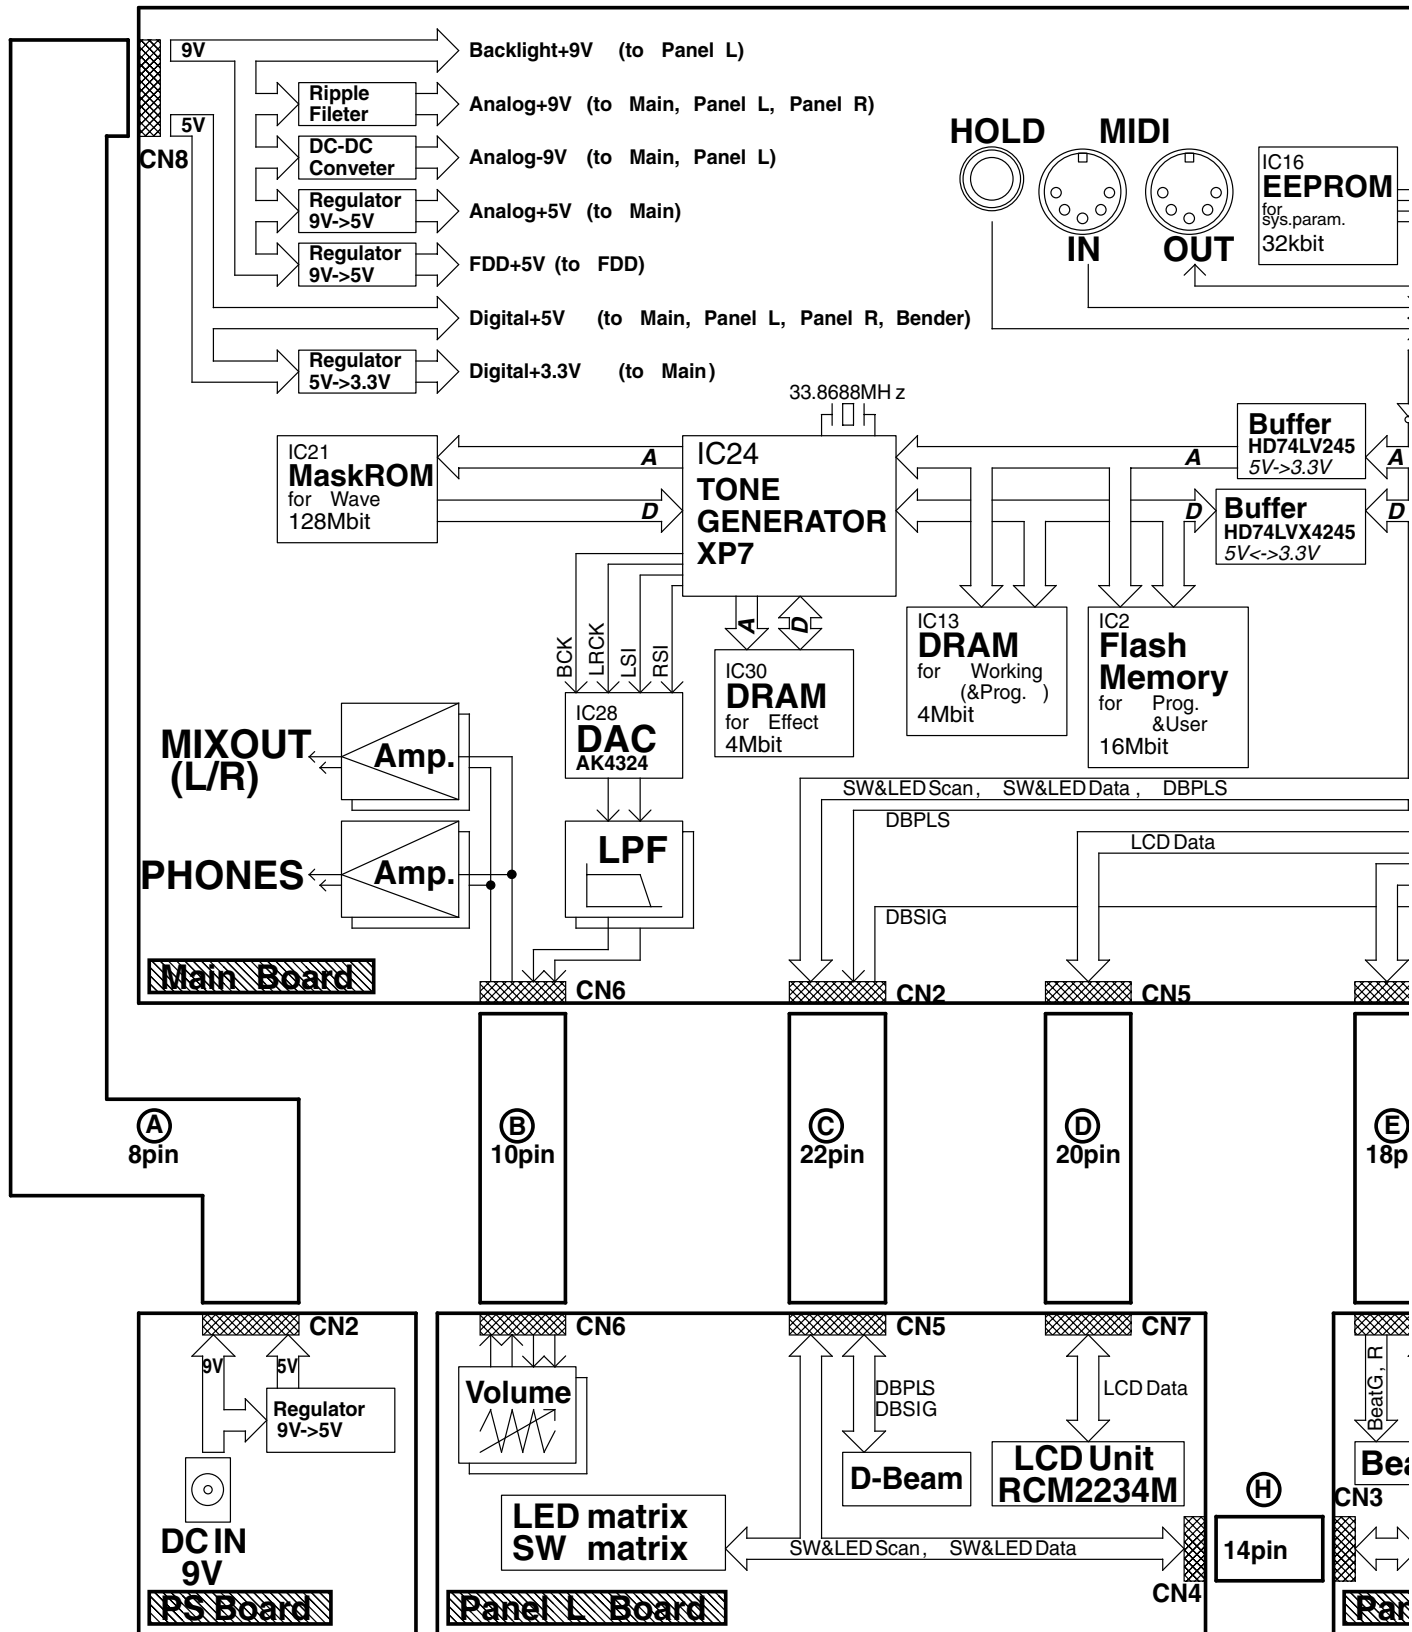 9V
Backlight+9V (to Panel L)
Ripple
Fileter
Analog+9V (to Main, Panel L, Panel R)
5V
CN8
DC-DC
Conveter
Analog-9V (to Main, Panel L)
Regulator
9V->5V
Analog+5V (to Main)
Regulator
9V->5V
FDD+5V (to FDD)
Digital+5V (to Main, Panel L, Panel R, Bender)
Regulator
5V->3.3V
Digital+3.3V (to Main)
HOLD MIDI
IN OUT
IC16
EEPROM
for
sys.param.
32kbit
33.8688MHz
IC21
MaskROM
for Wave
128Mbit
A
D
IC24
TONE
GENERATOR
XP7
A
D
Buffer
HD74LV245
5V->3.3V
A
Buffer
HD74LVX4245
5V<->3.3V
D
BCK
LRCK
LSI
RSI
A
D
IC30
DRAM
for Effect
4Mbit
IC13
DRAM
for Working
(&Prog. )
4Mbit
IC2
Flash
Memory
for Prog.
&User
16Mbit
IC28
DAC
AK4324
MIXOUT
(L/R)
Amp.
PHONES
Amp.
LPF
SW&LED Scan, SW&LED Data, DBPLS
DBPLS
LCD Data
DBSIG
Main Board
CN6
CN2
CN5
A
8pin
B
10pin
C
22pin
D
20pin
E
18p
CN2
CN6
CN5
CN7
9V
5V
Regulator
9V->5V
DC IN
9V
PS Board
Volume
DBPLS
DBSIG
LCD Data
BeatG, R
D-Beam
LCD Unit
RCM2234M
Bea
LED matrix
SW matrix
SW&LED Scan, SW&LED Data
CN4
H
14pin
CN3
Panel L Board
Pan